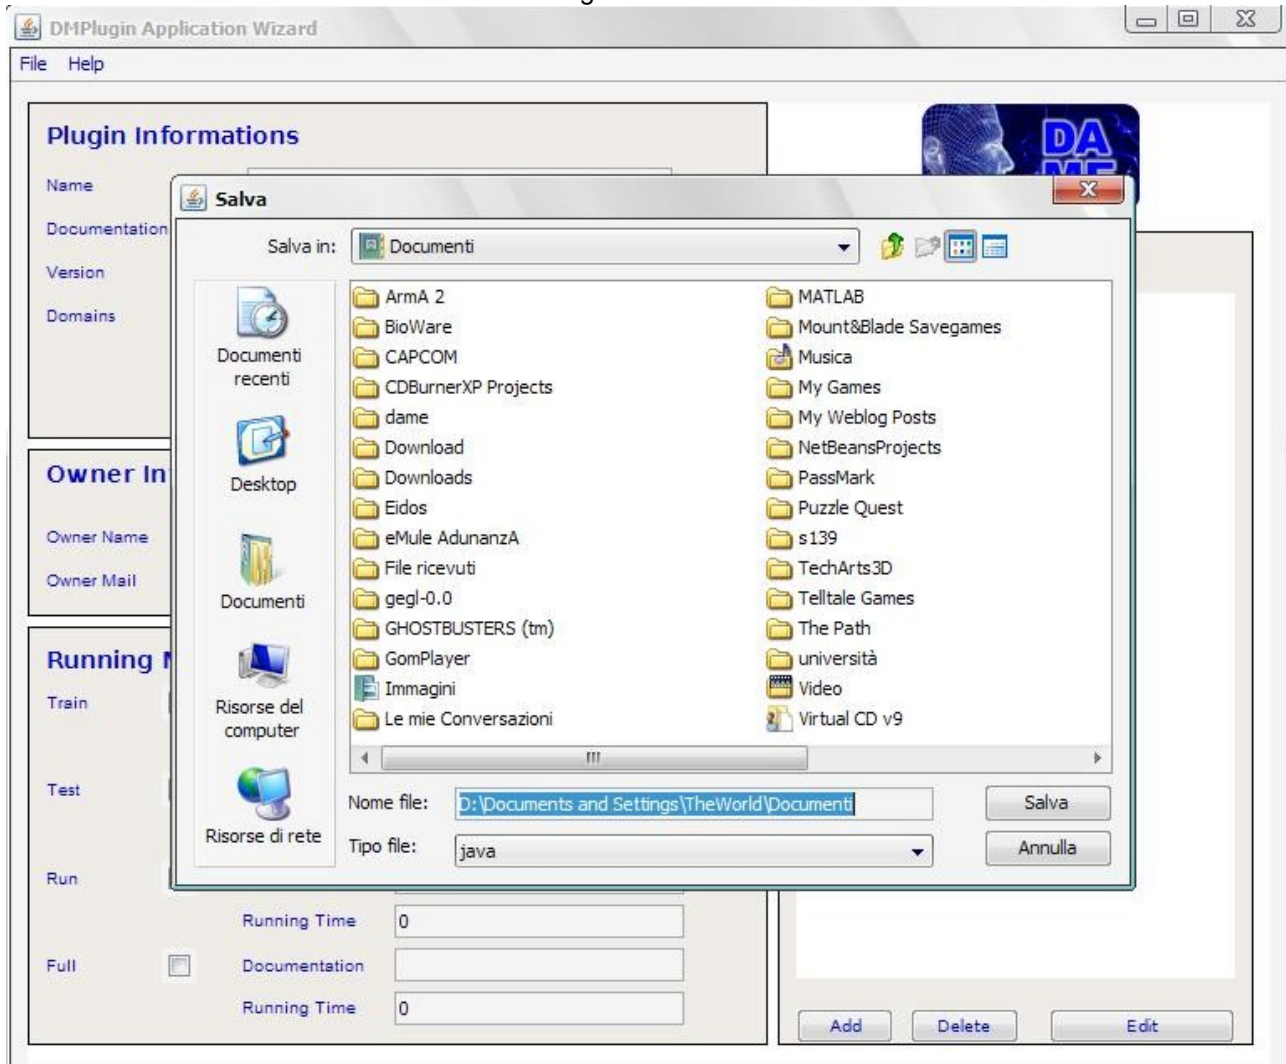 DMPlugin Application Wizard
File Help
Plugin Informations
DA
ME
Name
Documentation
Version
Domains
Salva
Salva in:
Documenti
Documenti recenti
Desktop
Documenti
Risorse del computer
Risorse di rete
ArmA 2
BioWare
CAPCOM
CDBurnerXP Projects
dame
Download
Downloads
Eidos
eMule AdunanzA
File ricevuti
gegl-0.0
GHOSTBUSTERS (tm)
GomPlayer
Immagini
Le mie Conversazioni
MATLAB
Mount&Blade Savegames
Musica
My Games
My Weblog Posts
NetBeansProjects
PassMark
Puzzle Quest
s139
TechArts3D
Telltale Games
The Path
università
Video
Virtual CD v9
Nome file:
D:\Documents and Settings\TheWorld\Documenti
Salva
Tipo file:
java
Annulla
Owner
Owner Name
Owner Mail
Running
Train
Test
Run
Running Time 0
Full
Documentation
Running Time 0
Add Delete Edit